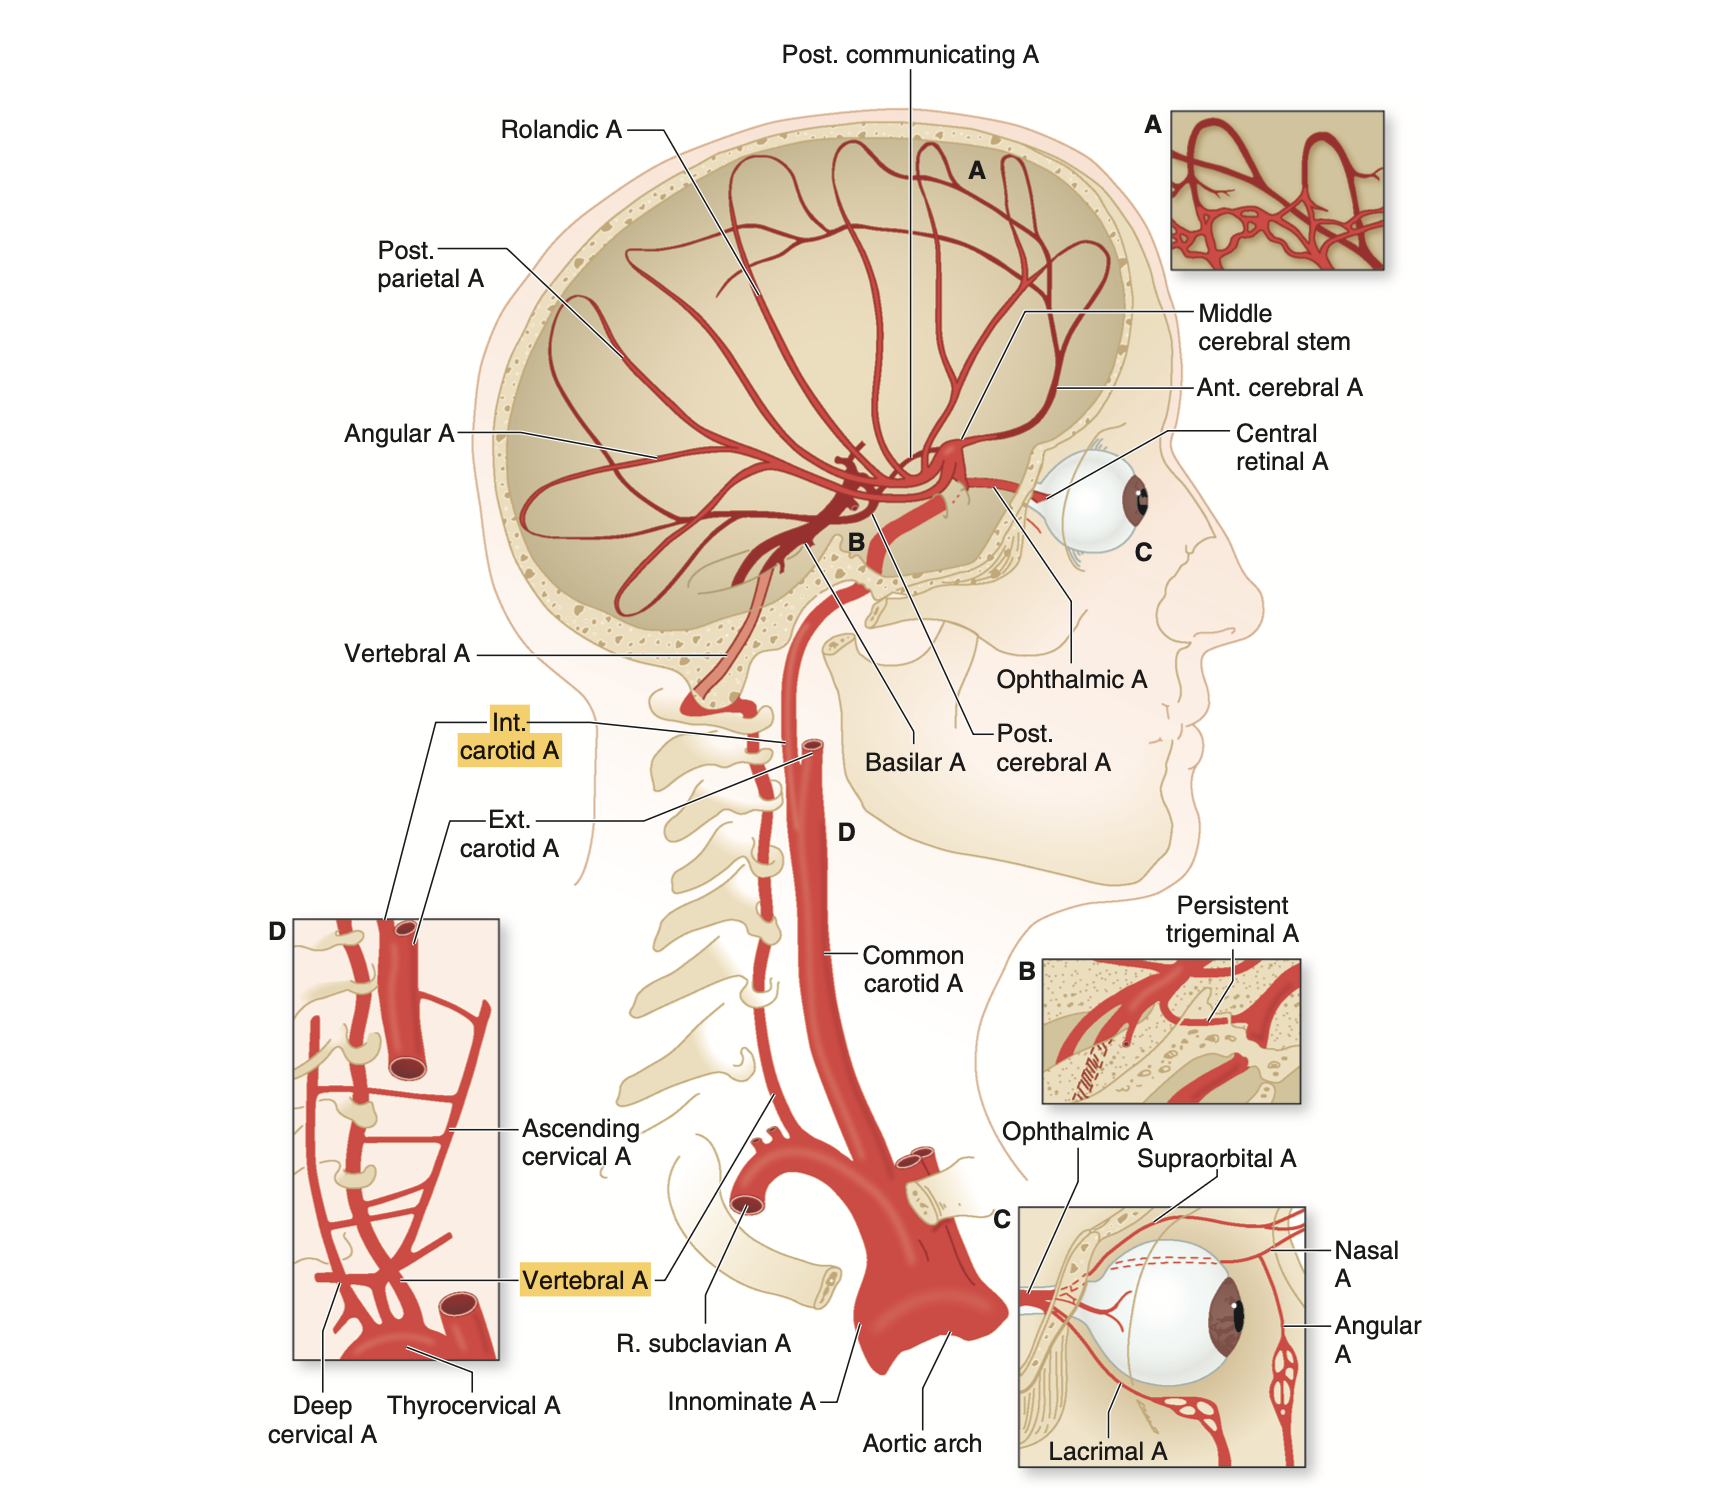 Post. communicating A
Rolandic A
A
A
Post.
parietal A
Middle
cerebral stem
Ant. cerebral A
Angular A
Central
retinal A
B
C
Vertebral A
Ophthalmic A
Int.
carotid A
Basilar A
Post.
cerebral A
Ext.
carotid A
D
D
Common
carotid A
Persistent
trigeminal A
B
Ascending
cervical A
Ophthalmic A
Supraorbital A
C
Nasal
A
Vertebral A
R. subclavian A
Angular
A
Innominate A
Deep
cervical A
Thyrocervical A
Aortic arch
Lacrimal A